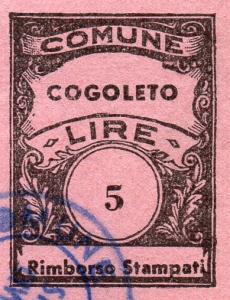 COMUNE
COGOLETO
LIRE
5
Rimborso Stampati